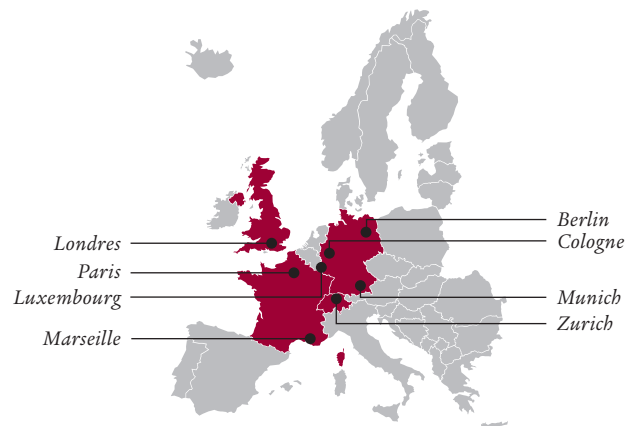 Londres
Paris
Luxembourg
Marseille
Berlin
Cologne
Munich
Zurich